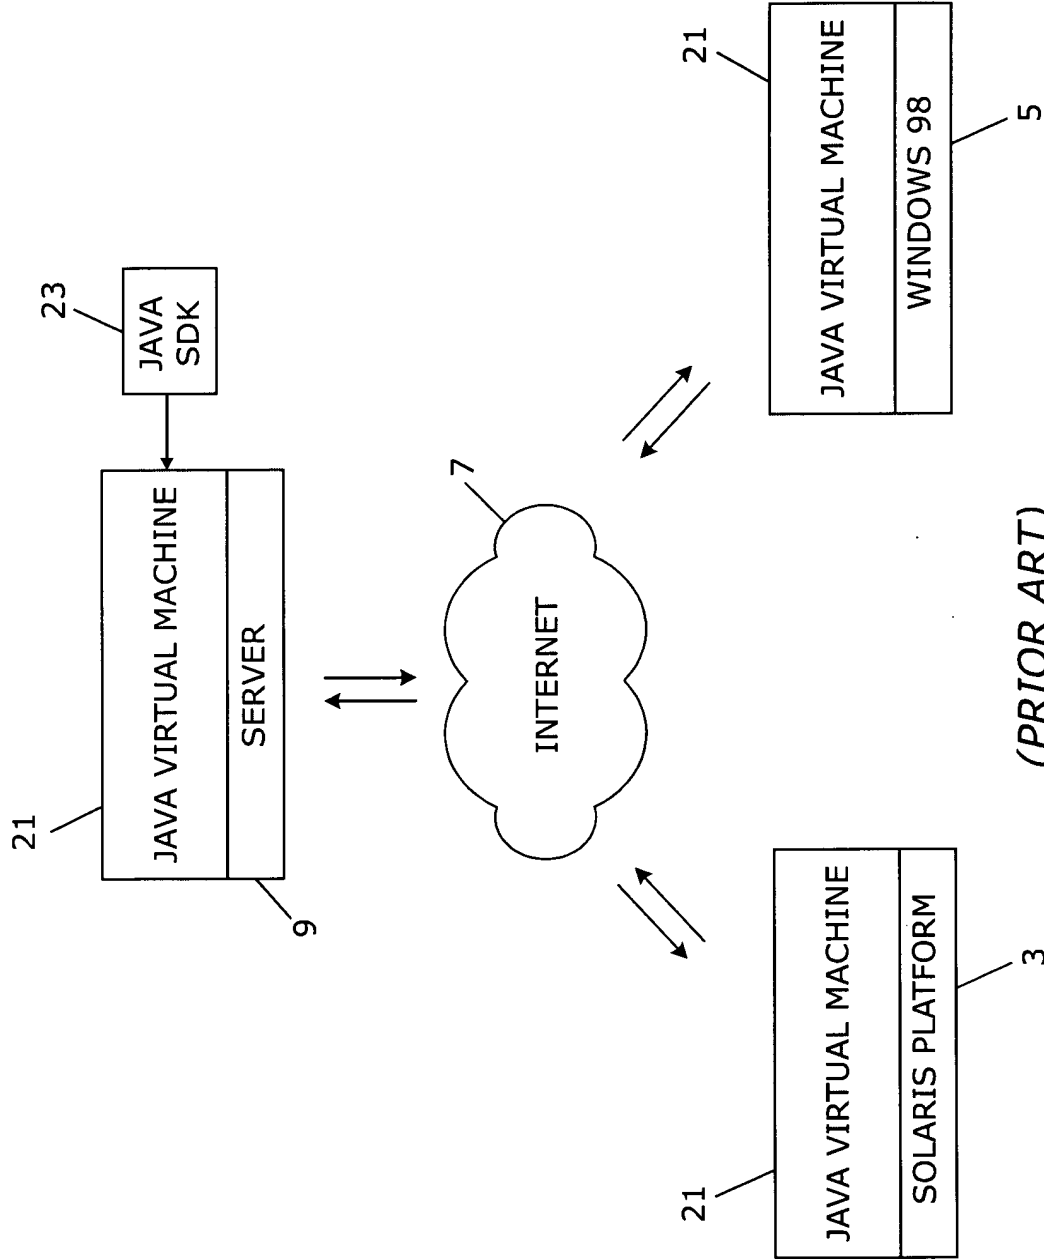 21
23
JAVA VIRTUAL MACHINE
JAVA
SDK
SERVER
9
7
INTERNET
21
21
JAVA VIRTUAL MACHINE
JAVA VIRTUAL MACHINE
SOLARIS PLATFORM
WINDOWS 98
3
5
(PRIOR ART)